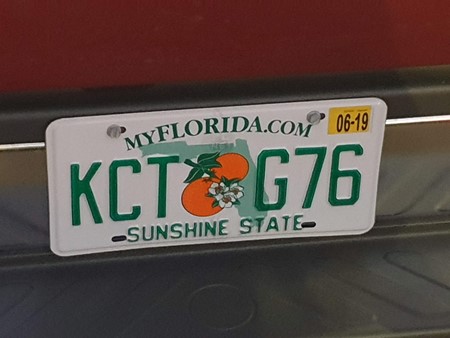 MYFLORIDA.COM
06-19
KCT G76
SUNSHINE STATE